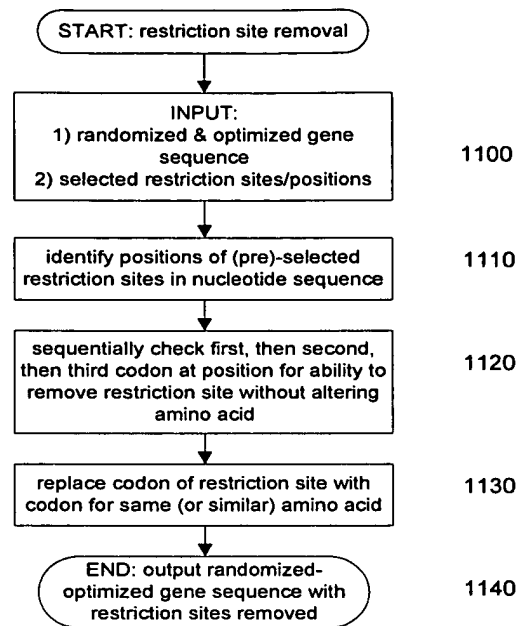 START: restriction site removal
INPUT:
1) randomized & optimized gene
sequence
2) selected restriction sites/positions
1100
identify positions of (pre)-selected
restriction sites in nucleotide sequence
1110
sequentially check first, then second,
then third codon at position for ability to
remove restriction site without altering
amino acid
1120
replace codon of restriction site with
codon for same (or similar) amino acid
1130
END: output randomized-
optimized gene sequence with
restriction sites removed
1140